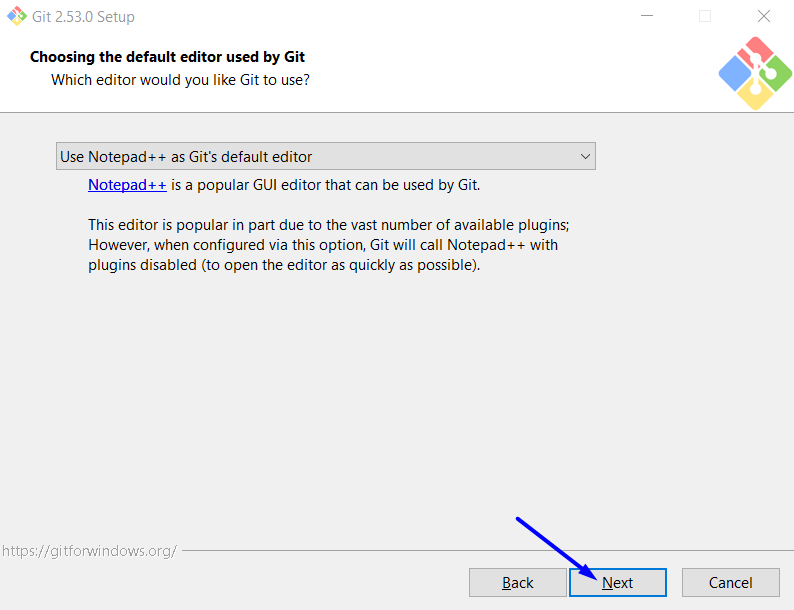 Git 2.53.0 Setup
Choosing the default editor used by Git
Which editor would you like Git to use?
Use Notepad++ as Git's default editor
Notepad++ is a popular GUI editor that can be used by Git.
This editor is popular in part due to the vast number of available plugins;
However, when configured via this option, Git will call Notepad++ with
plugins disabled (to open the editor as quickly as possible).
https://gitforwindows.org/
Back
Next
Cancel